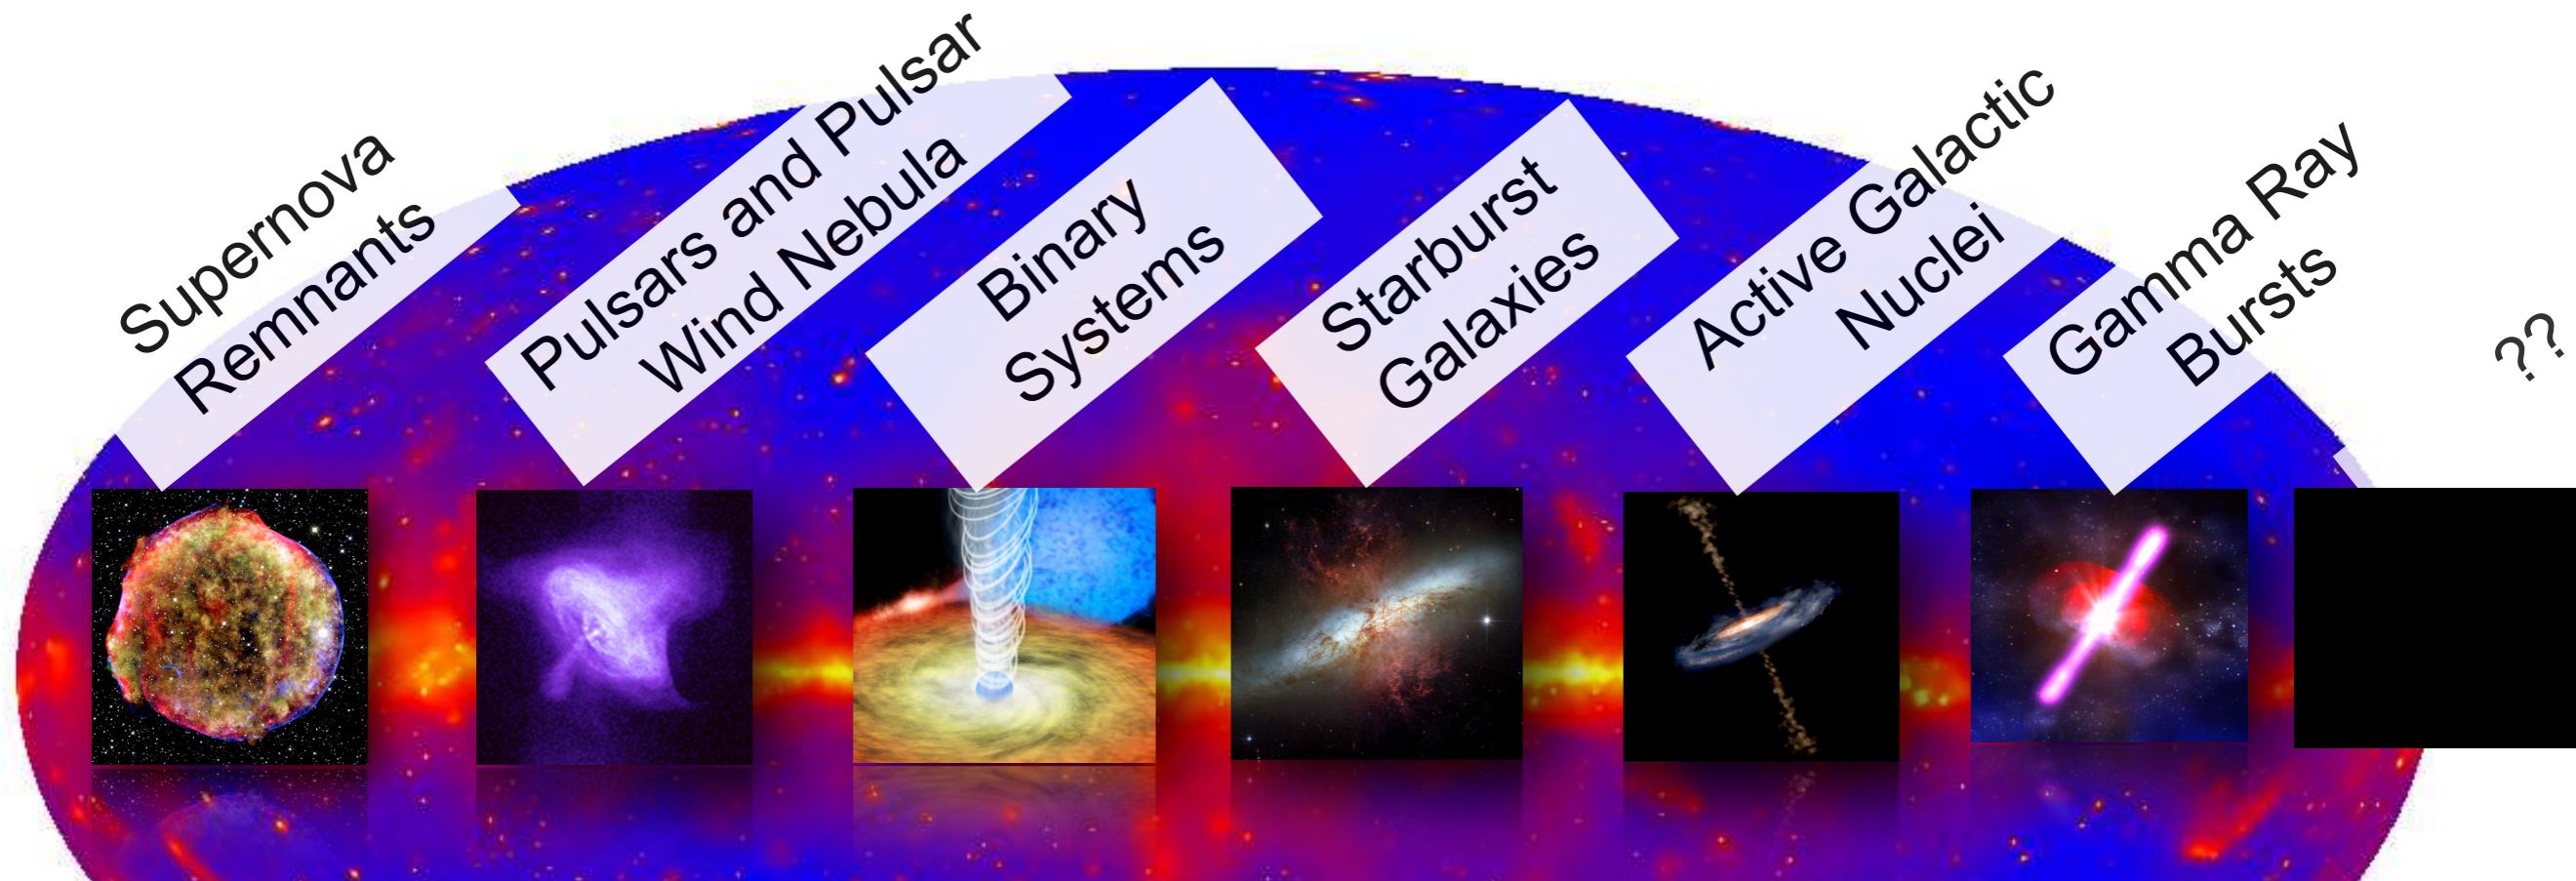 Supernova
Remnants
Pulsars and Pulsar
Wind Nebula
Binary
Systems
Starburst
Galaxies
Active Galactic
Nuclei
Gamma Ray
Bursts
??